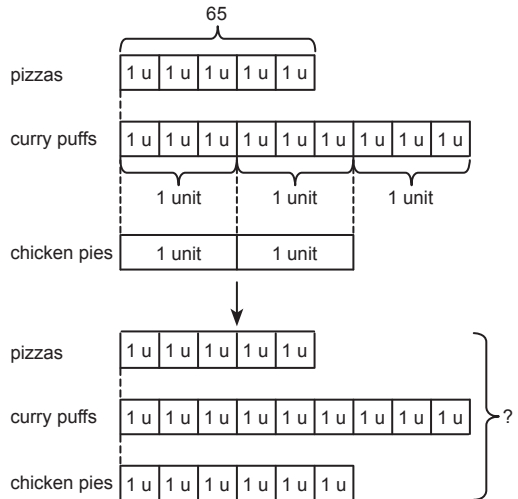 65
pizzas 1 u 1 u 1 u 1 u 1 u
curry puffs 1 u 1 u 1 u 1 u 1 u 1 u 1 u 1 u 1 u
1 unit 1 unit 1 unit
chicken pies 1 unit 1 unit
pizzas 1 u 1 u 1 u 1 u 1 u
curry puffs 1 u 1 u 1 u 1 u 1 u 1 u 1 u 1 u 1 u ?
chicken pies 1 u 1 u 1 u 1 u 1 u 1 u